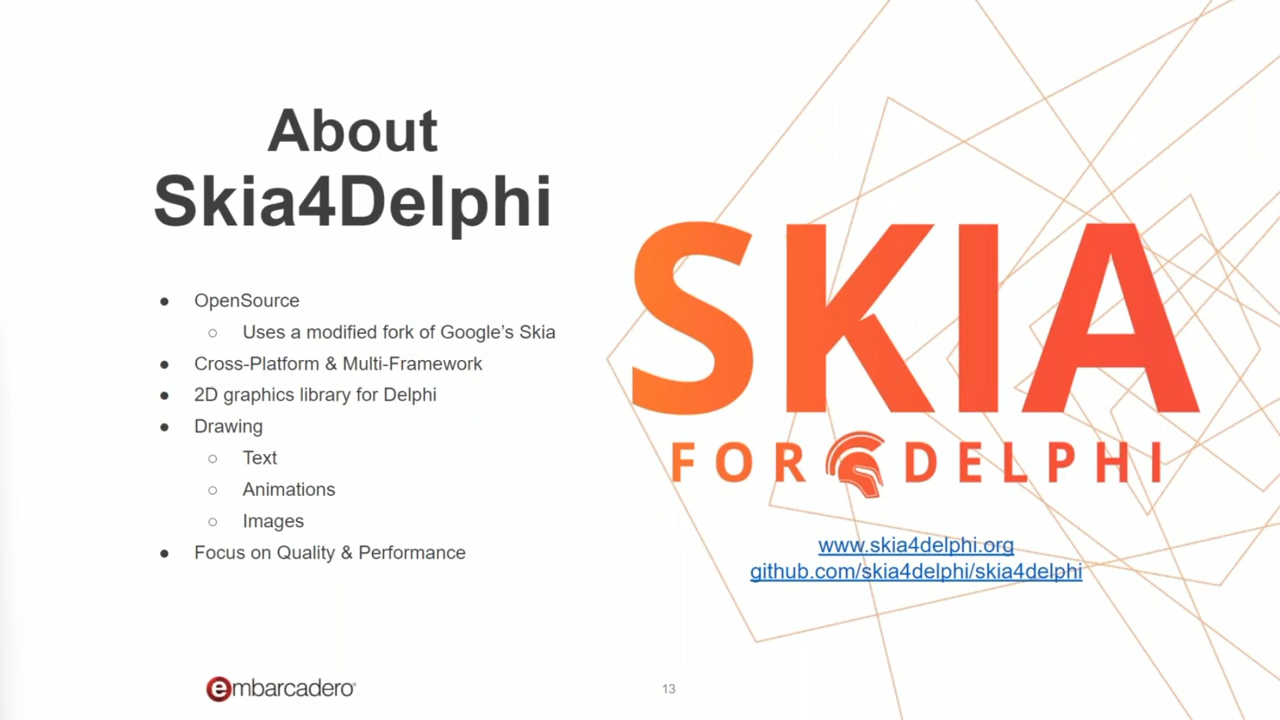 About
Skia4Delphi
● OpenSource
○ Uses a modified fork of Google's Skia
● Cross-Platform & Multi-Framework
● 2D graphics library for Delphi
● Drawing
○ Text
○ Animations
○ Images
● Focus on Quality & Performance
SKIA
FOR DELPHI
www.skia4delphi.org
github.com/skia4delphi/skia4delphi
embarcadero®
13